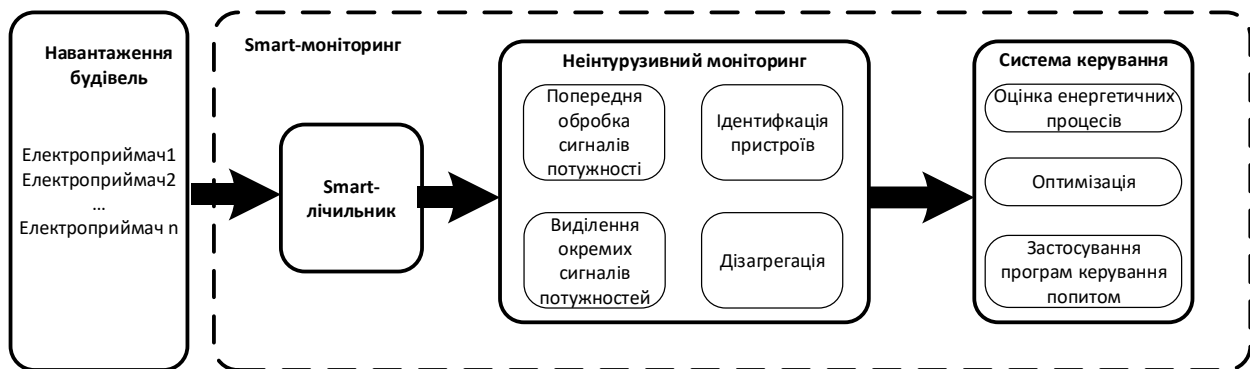 Навантаження
будівель
Електроприймач1
Електроприймач2
...
Електроприймач n
Smart-моніторинг
Smart-
лічильник
Неінтурузивний моніторинг
Попередня
обробка
сигналів
потужності
Ідентифкація
пристроїв
Виділення
окремих
сигналів
потужностей
Дізагрегація
Система керування
Оцінка енергетичних
процесів
Оптимізація
Застосування
програм керування
попитом